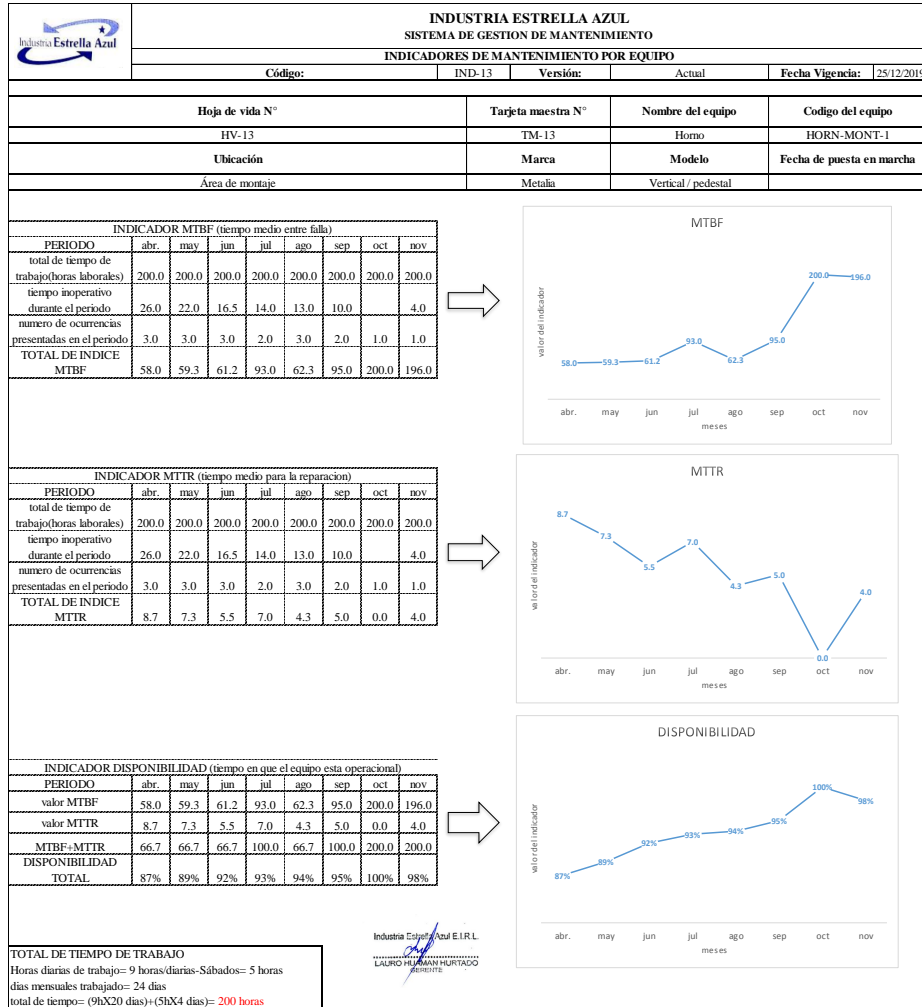 Industria Estrella Azul
INDUSTRIA ESTRELLA AZUL
SISTEMA DE GESTION DE MANTENIMIENTO
INDICADORES DE MANTENIMIENTO POR EQUIPO
Código: IND-13 Versión: Actual Fecha Vigencia: 25/12/2019
Hoja de vida N° Tarjeta maestra N° Nombre del equipo Codigo del equipo
HV-13 TM-13 Horno HORN-MONT-1
Ubicación Marca Modelo Fecha de puesta en marcha
Área de montaje Metalia Vertical / pedestal
INDICADOR MTBF (tiempo medio entre falla)
PERIODO abr. may jun jul ago sep oct nov
total de tiempo de
trabajo(horas laborales) 200.0 200.0 200.0 200.0 200.0 200.0 200.0 200.0
tiempo inoperativo
durante el periodo 26.0 22.0 16.5 14.0 13.0 10.0 4.0
numero de ocurrencias
presentadas en el periodo 3.0 3.0 3.0 2.0 3.0 2.0 1.0 1.0
TOTAL DE INDICE
MTBF 58.0 59.3 61.2 93.0 62.3 95.0 200.0 196.0
MTBF
valor del indicador
58.0 59.3 61.2 93.0 62.3 95.0 200.0 196.0
abr. may jun jul ago sep oct nov
meses
INDICADOR MTTR (tiempo medio para la reparacion)
PERIODO abr. may jun jul ago sep oct nov
total de tiempo de
trabajo(horas laborales) 200.0 200.0 200.0 200.0 200.0 200.0 200.0 200.0
tiempo inoperativo
durante el periodo 26.0 22.0 16.5 14.0 13.0 10.0 4.0
numero de ocurrencias
presentadas en el periodo 3.0 3.0 3.0 2.0 3.0 2.0 1.0 1.0
TOTAL DE INDICE
MTTR 8.7 7.3 5.5 7.0 4.3 5.0 0.0 4.0
MTTR
valor del indicador
8.7 7.3 5.5 7.0 4.3 5.0 0.0 4.0
abr. may jun jul ago sep oct nov
meses
INDICADOR DISPONIBILIDAD (tiempo en que el equipo esta operacional)
PERIODO abr. may jun jul ago sep oct nov
valor MTBF 58.0 59.3 61.2 93.0 62.3 95.0 200.0 196.0
valor MTTR 8.7 7.3 5.5 7.0 4.3 5.0 0.0 4.0
MTBF+MTTR 66.7 66.7 66.7 100.0 66.7 100.0 200.0 200.0
DISPONIBILIDAD
TOTAL 87% 89% 92% 93% 94% 95% 100% 98%
DISPONIBILIDAD
valor del indicador
87% 89% 92% 93% 94% 95% 100% 98%
abr. may jun jul ago sep oct nov
meses
Industria Estrella Azul E.I.R.L.
LAURO HUAMAN HURTADO
GERENTE
TOTAL DE TIEMPO DE TRABAJO
Horas diarias de trabajo= 9 horas/diarias-Sábados= 5 horas
dias mensuales trabajado= 24 dias
total de tiempo= (9hX20 dias)+(5hX4 dias)= 200 horas